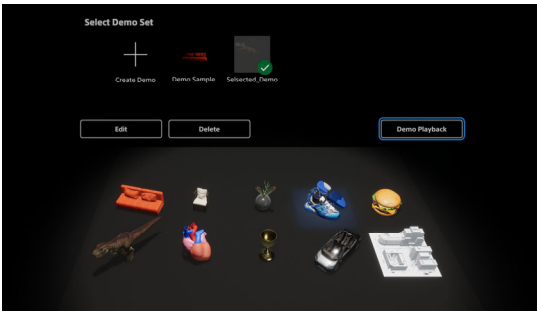 Select Demo Set
Create Demo
Demo Sample
Selsected_Demo
Edit
Delete
Demo Playback